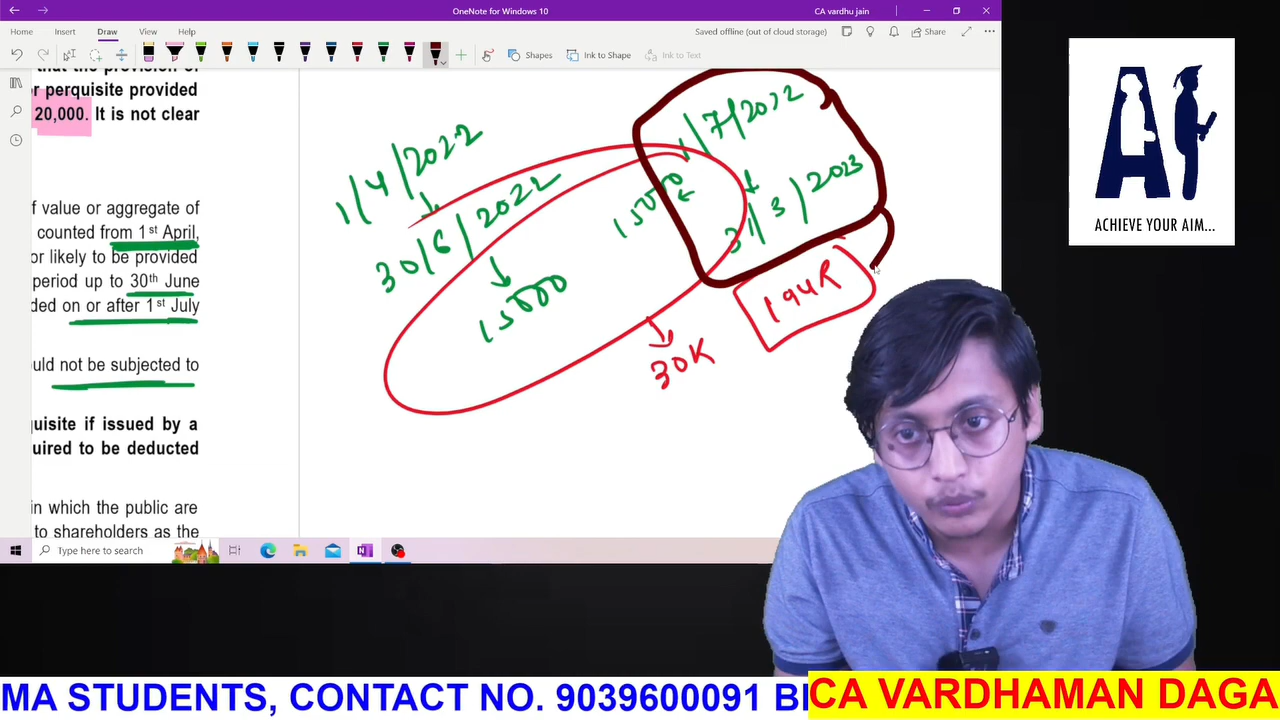 OneNote for Windows 10
CA vardhu jain
Home Insert Draw View Help
Saved offline (out of cloud storage)
Share
Shapes
Ink to Shape
Ink to Text
that the provision of
or perquisite provided
20,000. It is not clear
f value or aggregate of
counted from 1st April,
or likely to be provided
period up to 30th June
ded on or after 1st July
ould not be subjected to
quisite if issued by a
uired to be deducted
in which the public are
to shareholders as the
1/4/2022
30/6/2022
15000
1/7/2022
15000
31/3/2023
30K
194R
Type here to search
A
ACHIEVE YOUR AIM...
MA STUDENTS, CONTACT NO. 9039600091
CA VARDHAMAN DAGA